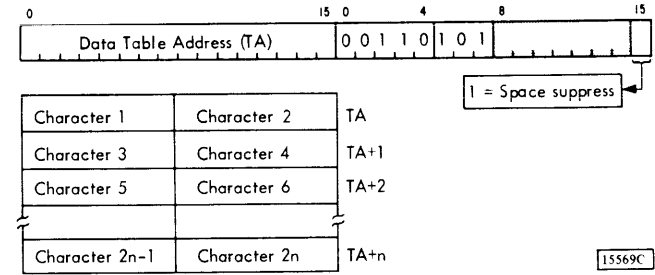 0 15 0 4 8 15
Data Table Address (TA) 0 0 1 1 0 1 0 1
1 = Space suppress
Character 1 Character 2 TA
Character 3 Character 4 TA+1
Character 5 Character 6 TA+2
Character 2n-1 Character 2n TA+n
15569C